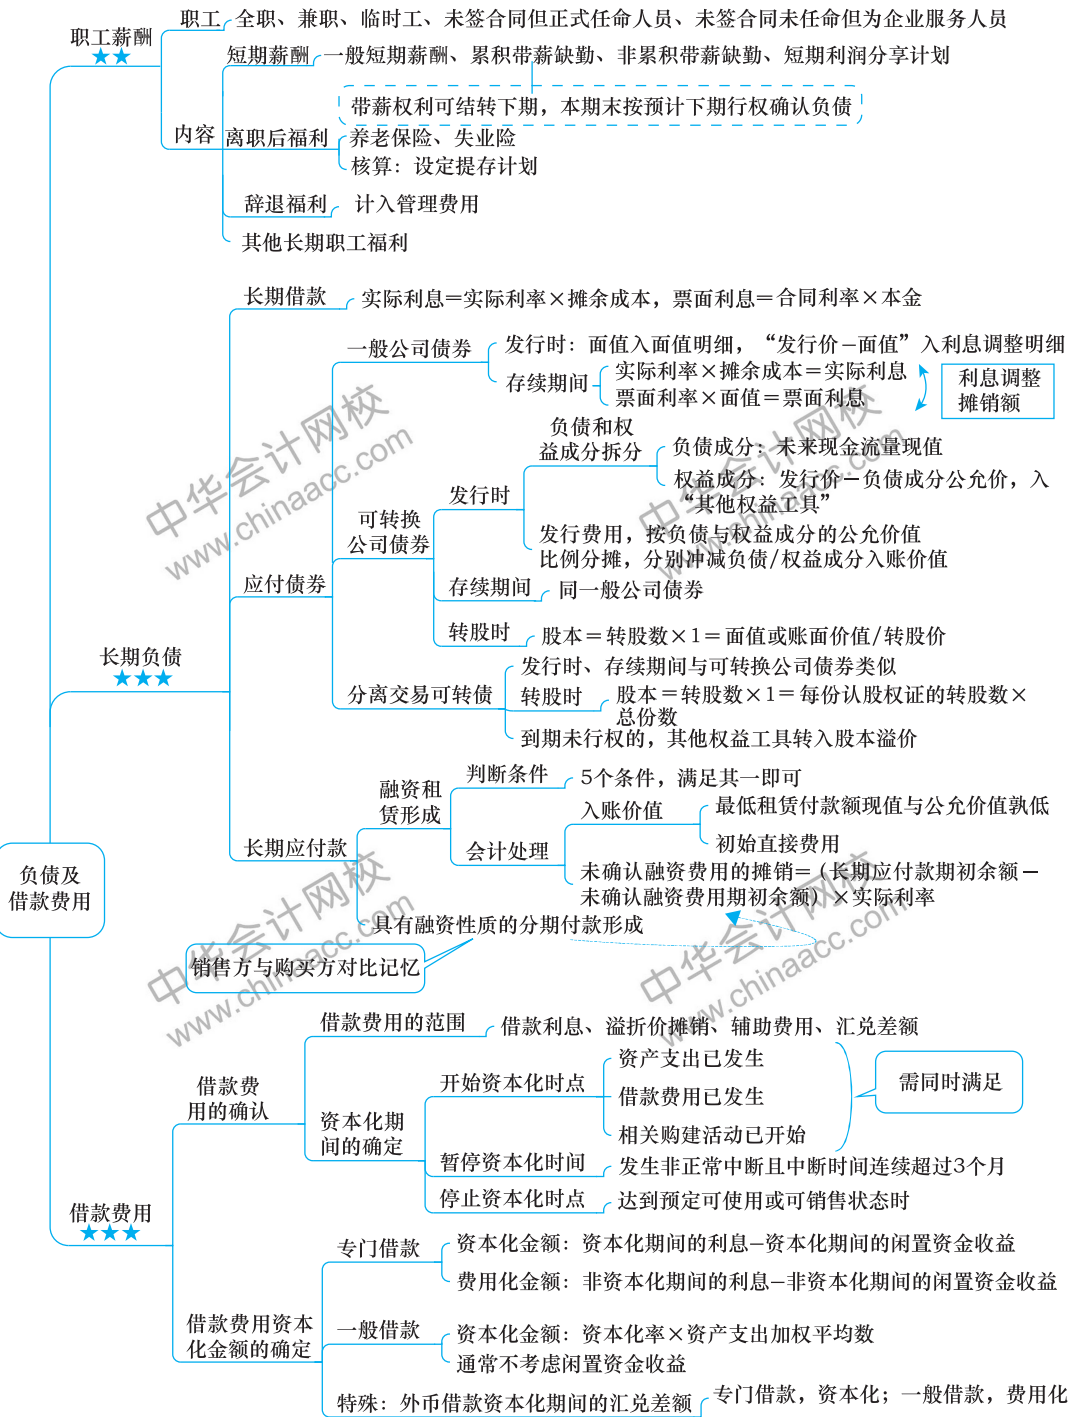 职工薪酬
★★
职工
全职、兼职、临时工、未签合同但正式任命人员、未签合同未任命但为企业服务人员
内容
短期薪酬
一般短期薪酬、累积带薪缺勤、非累积带薪缺勤、短期利润分享计划
带薪权利可结转下期，本期末按预计下期行权确认负债
离职后福利
养老保险、失业险
核算：设定提存计划
辞退福利
计入管理费用
其他长期职工福利
负债及
借款费用
长期负债
★★★
长期借款
实际利息＝实际利率×摊余成本，票面利息＝合同利率×本金
应付债券
一般公司债券
发行时：面值入面值明细，“发行价－面值”入利息调整明细
存续期间
实际利率×摊余成本＝实际利息
票面利率×面值＝票面利息
利息调整
摊销额
可转换
公司债券
发行时
负债和权
益成分拆分
负债成分：未来现金流量现值
权益成分：发行价－负债成分公允价，入
“其他权益工具”
发行费用，按负债与权益成分的公允价值
比例分摊，分别冲减负债/权益成分入账价值
存续期间
同一般公司债券
转股时
股本＝转股数×1＝面值或账面价值/转股价
分离交易可转债
发行时、存续期间与可转换公司债券类似
转股时
股本＝转股数×1＝每份认股权证的转股数×
总份数
到期未行权的，其他权益工具转入股本溢价
长期应付款
融资租
赁形成
判断条件
5个条件，满足其一即可
会计处理
入账价值
最低租赁付款额现值与公允价值孰低
初始直接费用
未确认融资费用的摊销＝（长期应付款期初余额－
未确认融资费用期初余额）×实际利率
具有融资性质的分期付款形成
销售方与购买方对比记忆
借款费用
★★★
借款费
用的确认
借款费用的范围
借款利息、溢折价摊销、辅助费用、汇兑差额
资本化期
间的确定
开始资本化时点
资产支出已发生
借款费用已发生
相关购建活动已开始
需同时满足
暂停资本化时间
发生非正常中断且中断时间连续超过3个月
停止资本化时点
达到预定可使用或可销售状态时
借款费用资本
化金额的确定
专门借款
资本化金额：资本化期间的利息－资本化期间的闲置资金收益
费用化金额：非资本化期间的利息－非资本化期间的闲置资金收益
一般借款
资本化金额：资本化率×资产支出加权平均数
通常不考虑闲置资金收益
特殊：外币借款资本化期间的汇兑差额
专门借款，资本化；一般借款，费用化
中华会计网校
www.chinaacc.com
中华会计网校
www.chinaacc.com
中华会计网校
www.chinaacc.com
中华会计网校
www.chinaacc.com